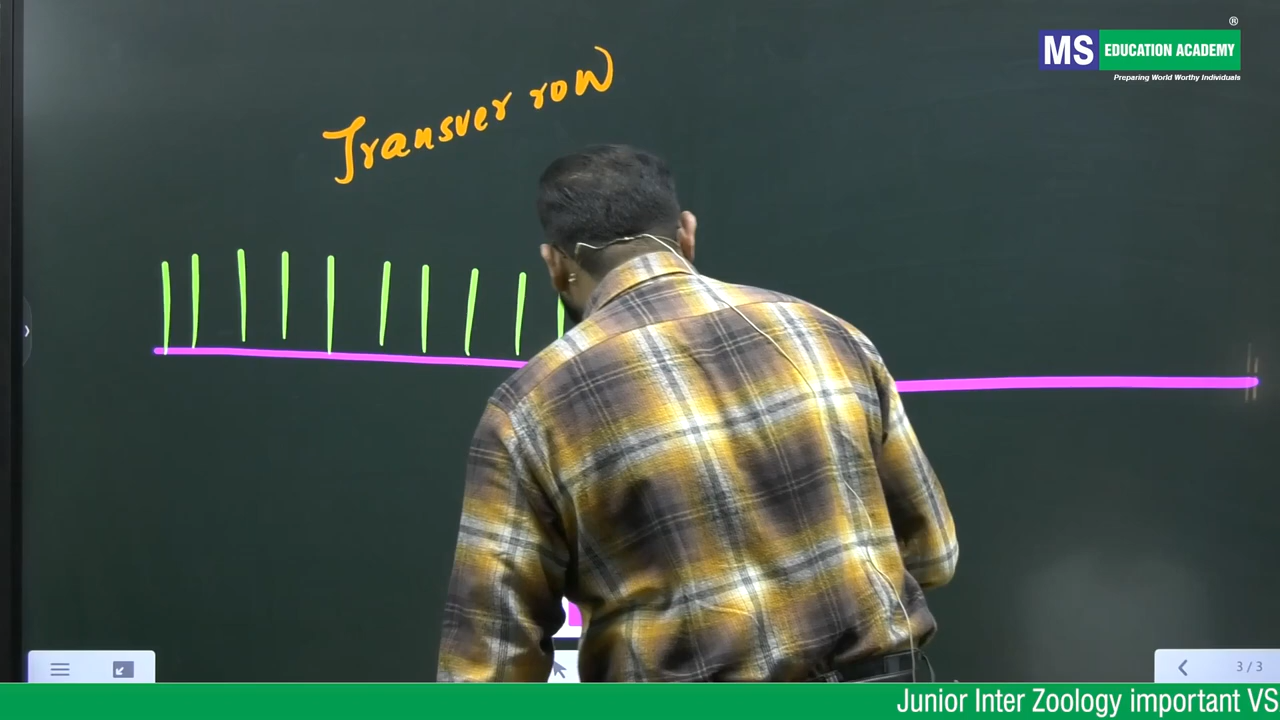 ®
MS EDUCATION ACADEMY
Preparing World Worthy Individuals
Transver row
3/3
Junior Inter Zoology important VS